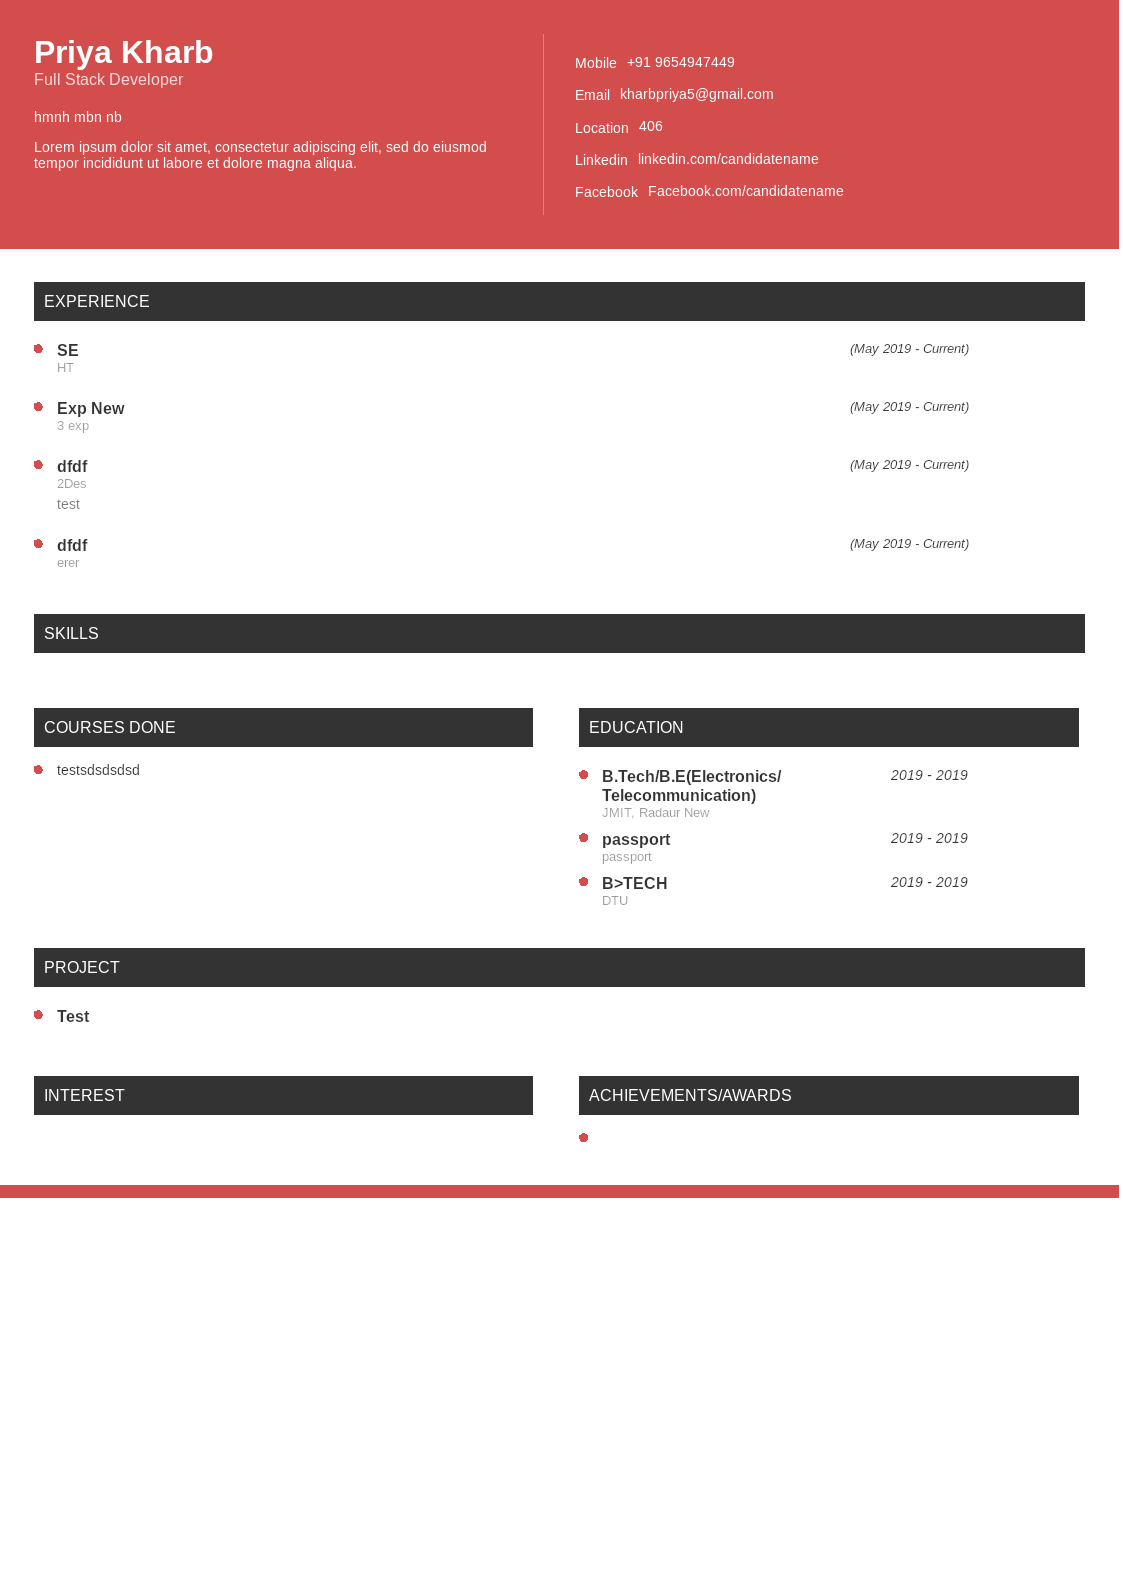 Priya Kharb
Full Stack Developer
hmnh mbn nb
Lorem ipsum dolor sit amet, consectetur adipiscing elit, sed do eiusmod
tempor incididunt ut labore et dolore magna aliqua.
Mobile +91 9654947449
Email kharbpriya5@gmail.com
Location 406
Linkedin linkedin.com/candidatename
Facebook Facebook.com/candidatename
EXPERIENCE
SE (May 2019 - Current)
HT
Exp New (May 2019 - Current)
3 exp
dfdf (May 2019 - Current)
2Des
test
dfdf (May 2019 - Current)
erer
SKILLS
COURSES DONE
testsdsdsdsd
EDUCATION
B.Tech/B.E(Electronics/ 2019 - 2019
Telecommunication)
JMIT, Radaur New
passport 2019 - 2019
passport
B>TECH 2019 - 2019
DTU
PROJECT
Test
INTEREST
ACHIEVEMENTS/AWARDS